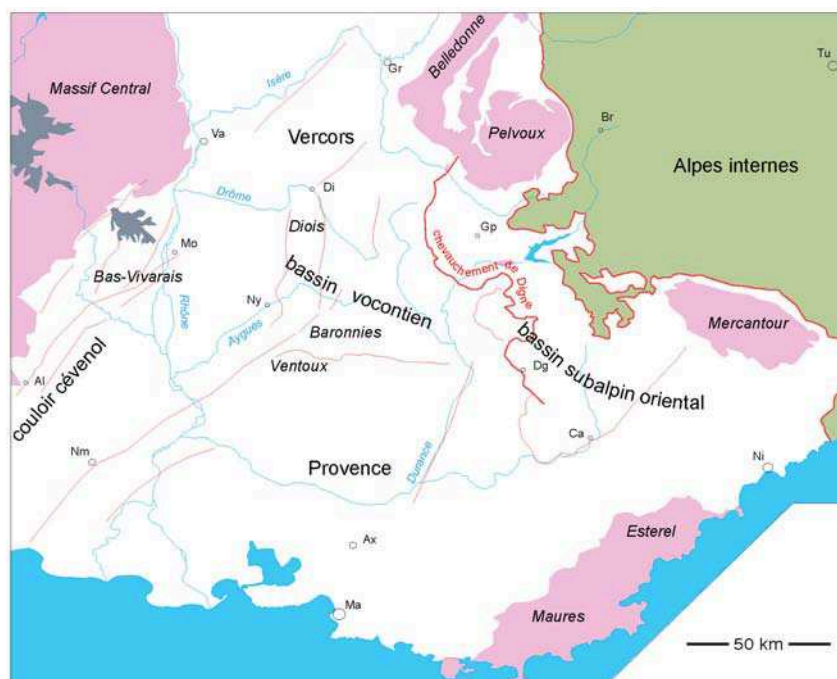 Massif Central
Isère
Gr
Belledonne
Tu
Va
Vercors
Pelvoux
Br
Alpes internes
Drôme
Di
Diois
Gp
Mo
Bas-Vivarais
Rhône
bassin vocontien
chevauchement de Digne
Ny
Aygues
Baronnies
Ventoux
Mercantour
bassin subalpin oriental
Dg
Al
couloir cévenol
Nm
Provence
Durance
Ca
Ni
Ax
Esterel
Ma
Maures
50 km